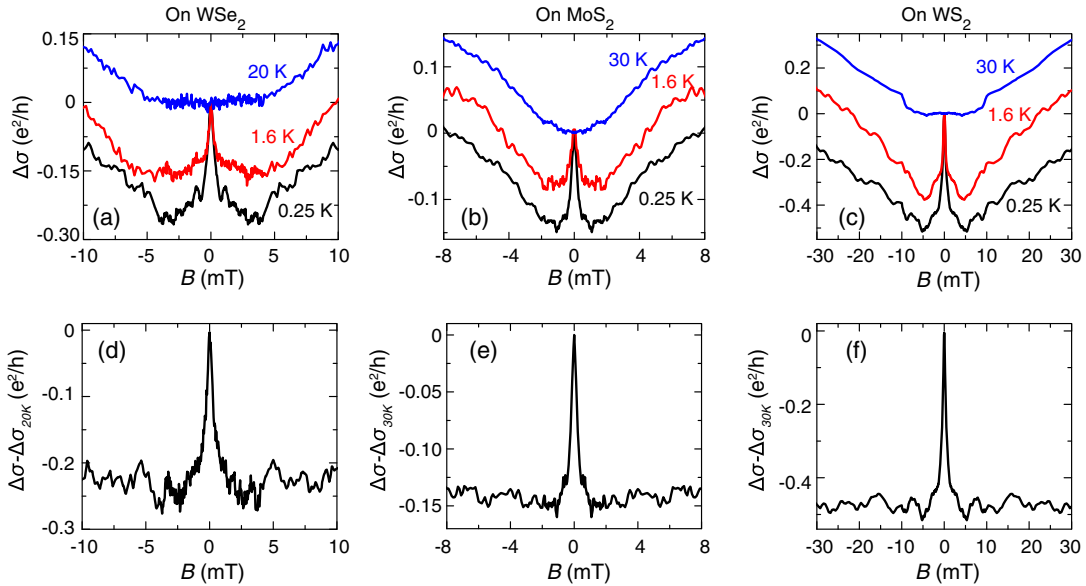 On WSe2
On MoS2
On WS2
0.15
0
-0.15
-0.30
Δσ (e²/h)
20 K
1.6 K
0.25 K
(a)
-10 -5 0 5 10
B (mT)
0.1
0
-0.1
Δσ (e²/h)
30 K
1.6 K
0.25 K
(b)
-8 -4 0 4 8
B (mT)
0.2
0
-0.2
-0.4
Δσ (e²/h)
30 K
1.6 K
0.25 K
(c)
-30 -20 -10 0 10 20 30
B (mT)
0
-0.1
-0.2
-0.3
Δσ-Δσ20K (e²/h)
(d)
-10 -5 0 5 10
B (mT)
0
-0.05
-0.10
-0.15
Δσ-Δσ30K (e²/h)
(e)
-8 -4 0 4 8
B (mT)
0
-0.2
-0.4
Δσ-Δσ30K (e²/h)
(f)
-30 -20 -10 0 10 20 30
B (mT)